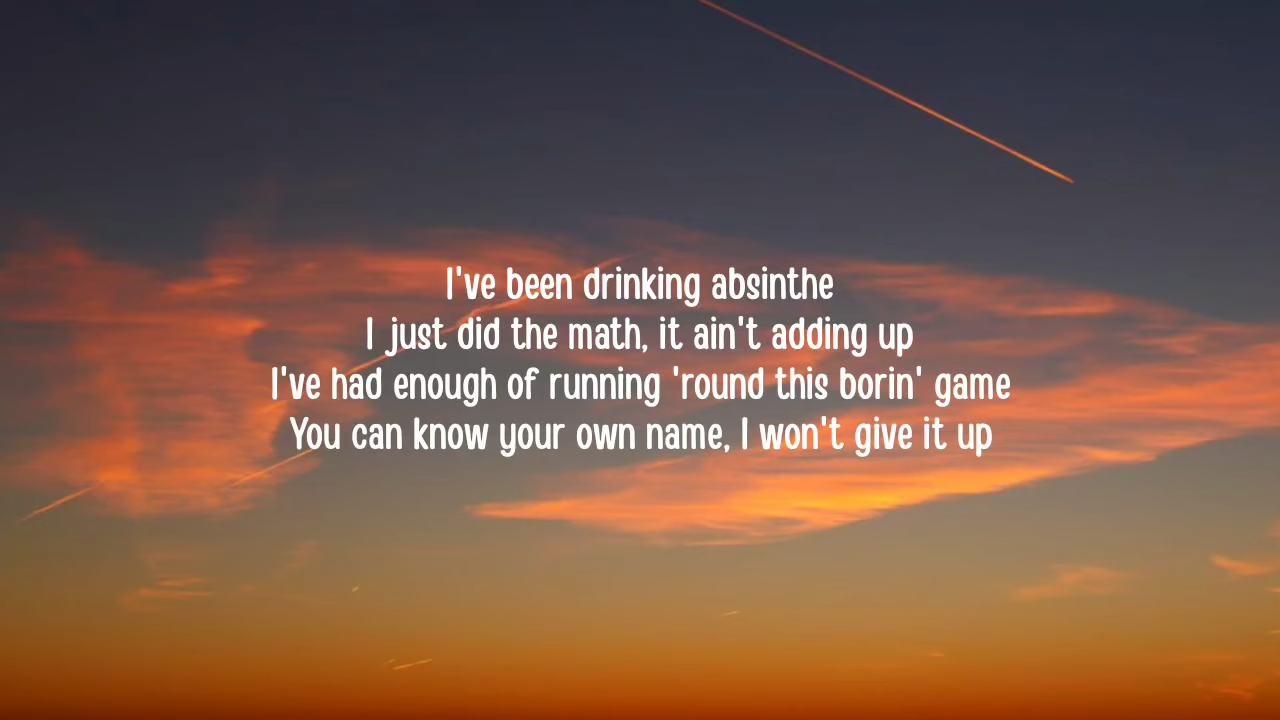 I've been drinking absinthe
I just did the math, it ain't adding up
I've had enough of running 'round this borin' game
You can know your own name, I won't give it up